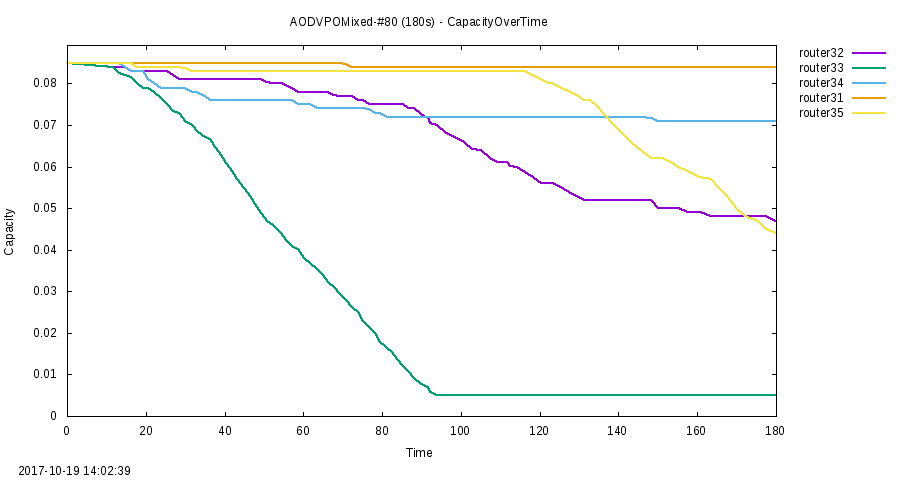 AODVPOMixed-#80 (180s) - CapacityOverTime
router32
router33
router34
router31
router35
0.08
0.07
0.06
0.05
0.04
0.03
0.02
0.01
0
Capacity
0 20 40 60 80 100 120 140 160 180
Time
2017-10-19 14:02:39